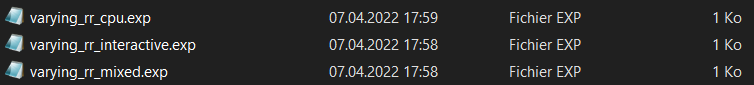 varying_rr_cpu.exp 07.04.2022 17:59 Fichier EXP 1 Ko
varying_rr_interactive.exp 07.04.2022 17:58 Fichier EXP 1 Ko
varying_rr_mixed.exp 07.04.2022 17:58 Fichier EXP 1 Ko